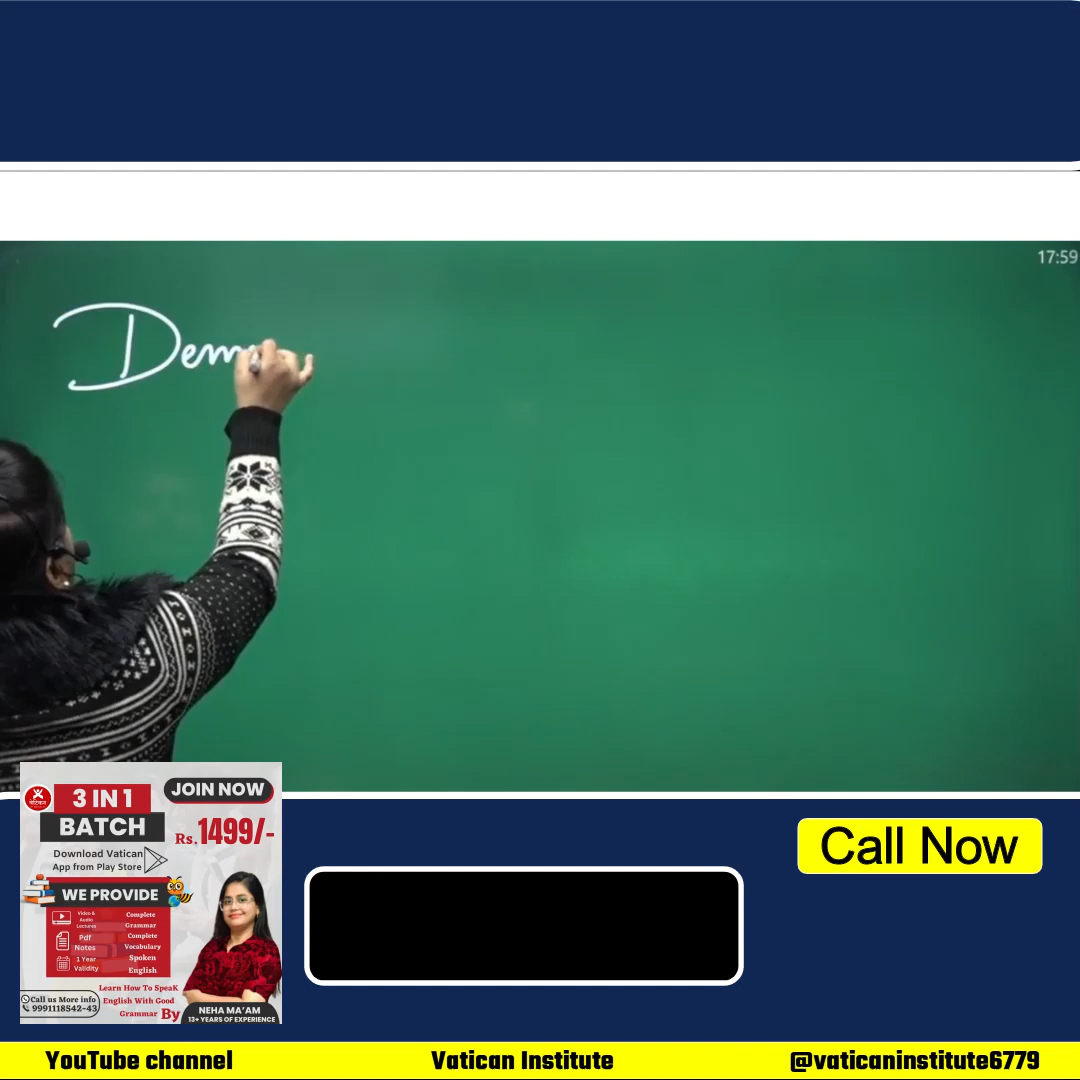 17:59
Dem
3 IN 1
BATCH
JOIN NOW
Rs.1499/-
Download Vatican
App from Play Store
WE PROVIDE
Video &
Audio
Lectures
Complete
Grammar
Pdf
Notes
Complete
Vocabulary
1 Year
Validity
Spoken
English
Learn How To SpeaK
English With Good
Grammar By
Call us More info
9991118542-43
NEHA MA'AM
13+ YEARS OF EXPERIENCE
Call Now
YouTube channel Vatican Institute @vaticaninstitute6779